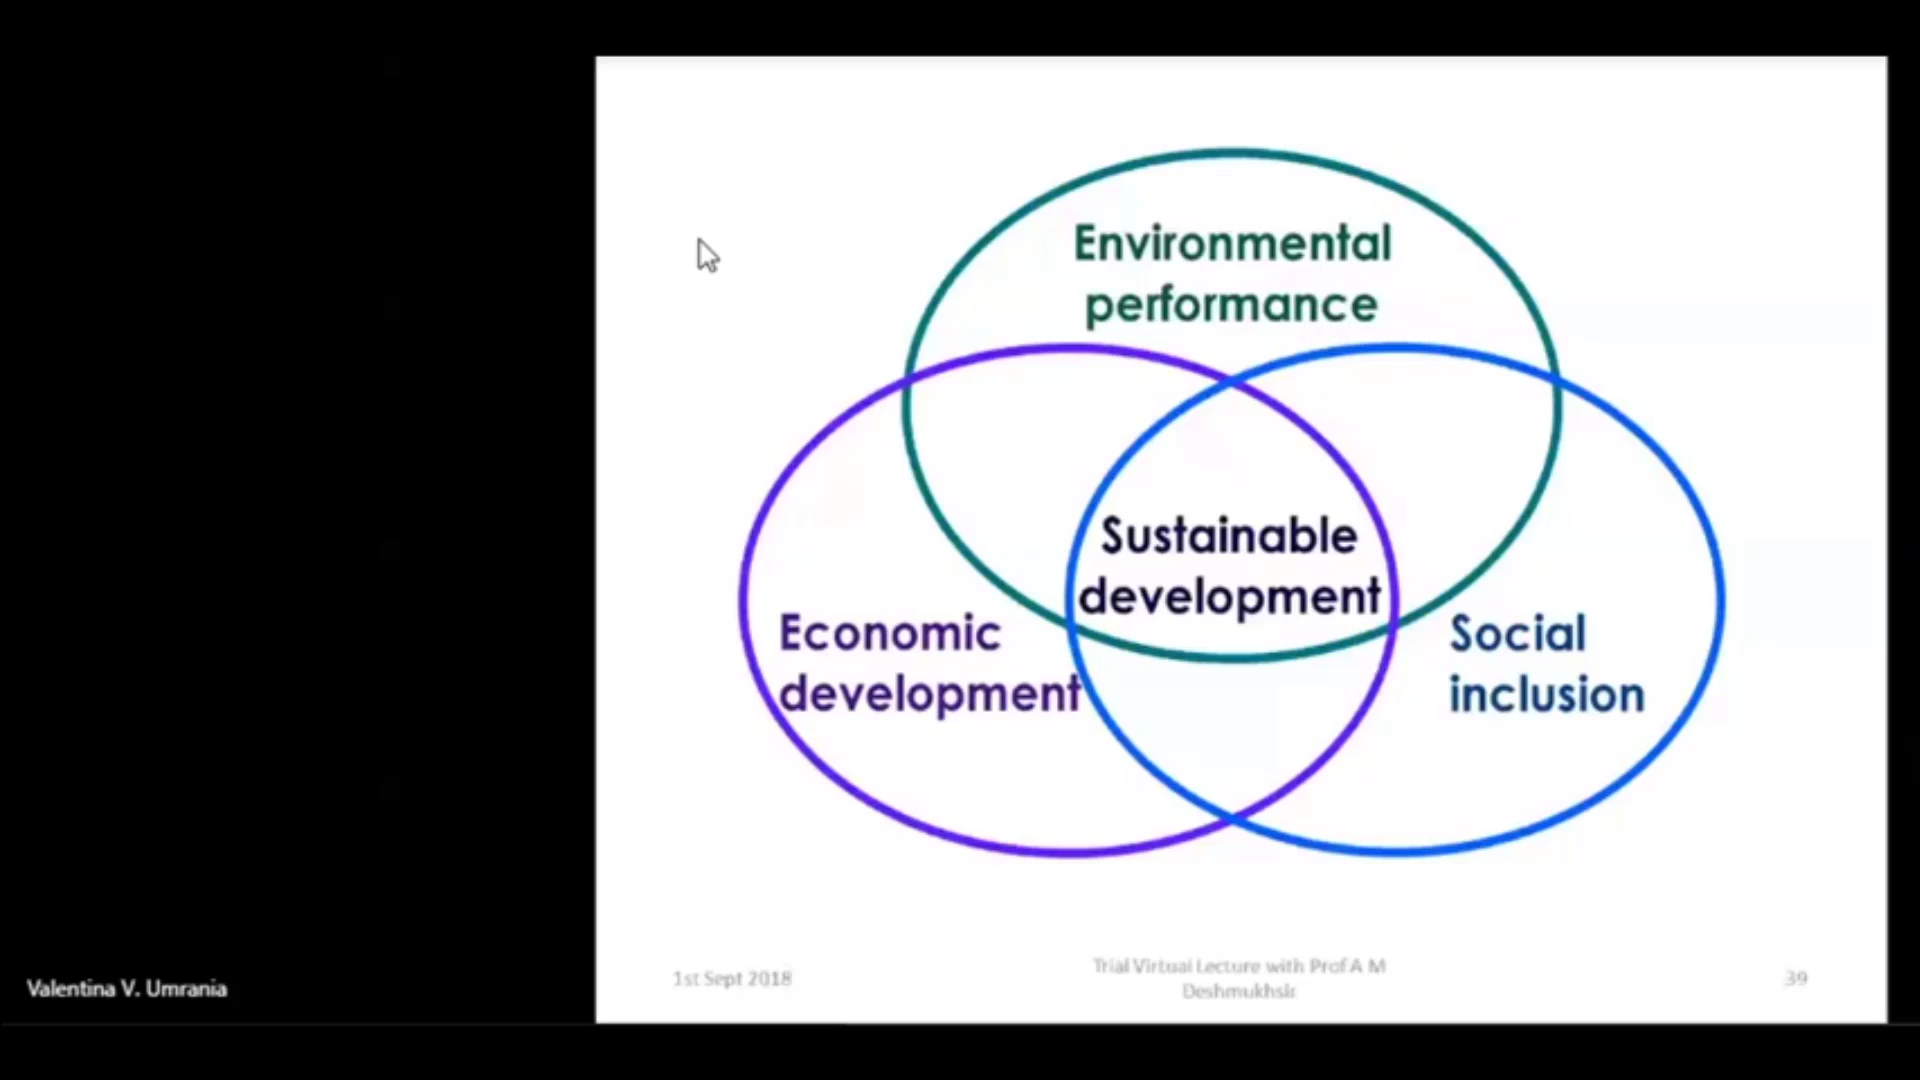 Environmental
performance
Sustainable
development
Economic
development
Social
inclusion
Valentina V. Umrania
1st Sept 2018
Trial Virtual Lecture with Prof A M
Deshmukhsir
39